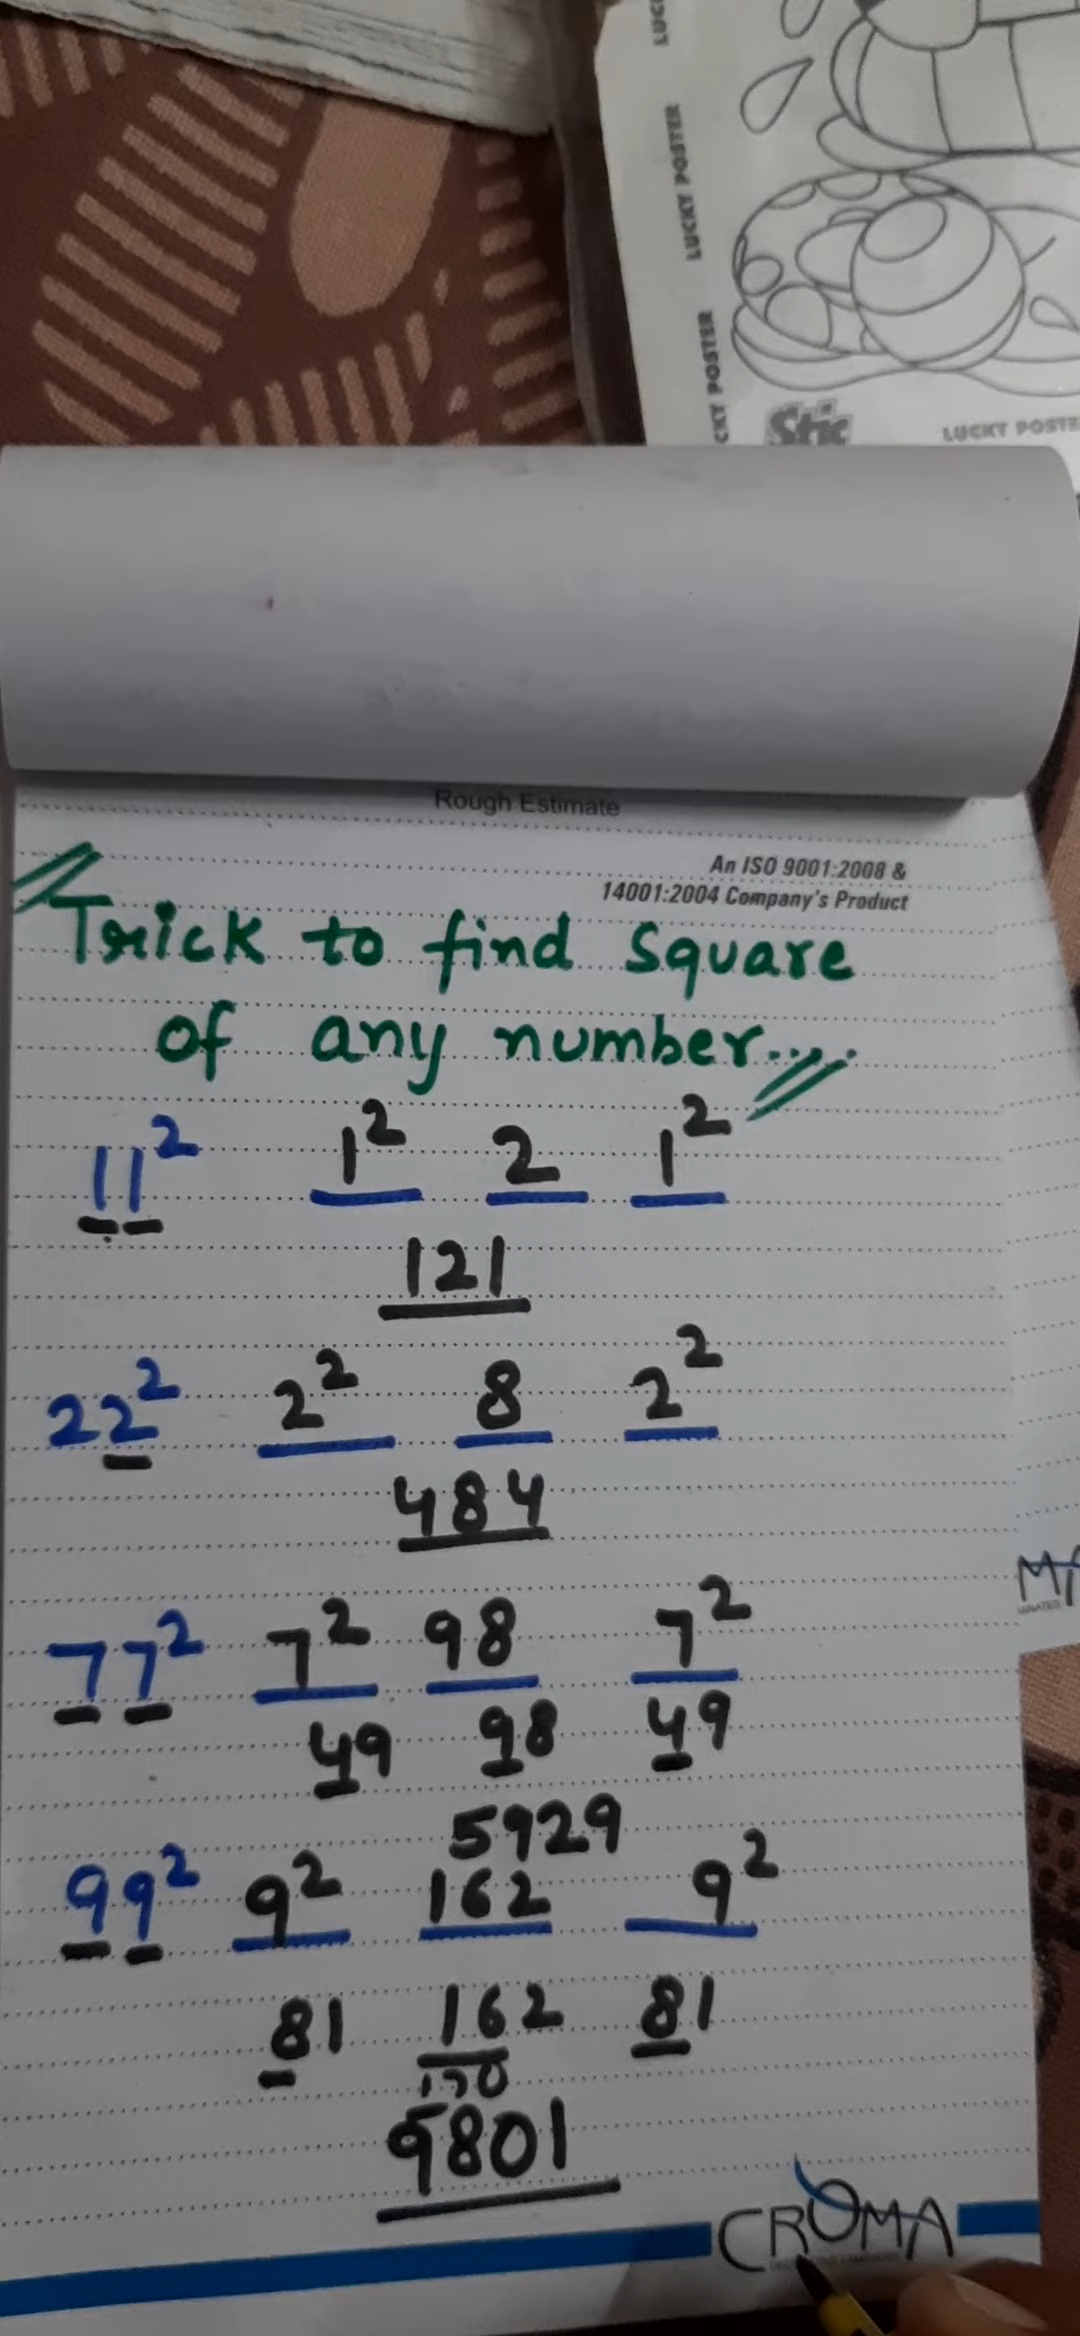 LUCKY POSTER
LUCKY POSTER
Stic
Rough Estimate
An ISO 9001:2008 &
14001:2004 Company's Product
Trick to find square
of any number....
11² 1² 2 1²
121
22² 2² 8 2²
484
77² 7² 98 7²
49 98 49
5929
99² 9² 162 9²
81 162 81
170
9801
CROMA